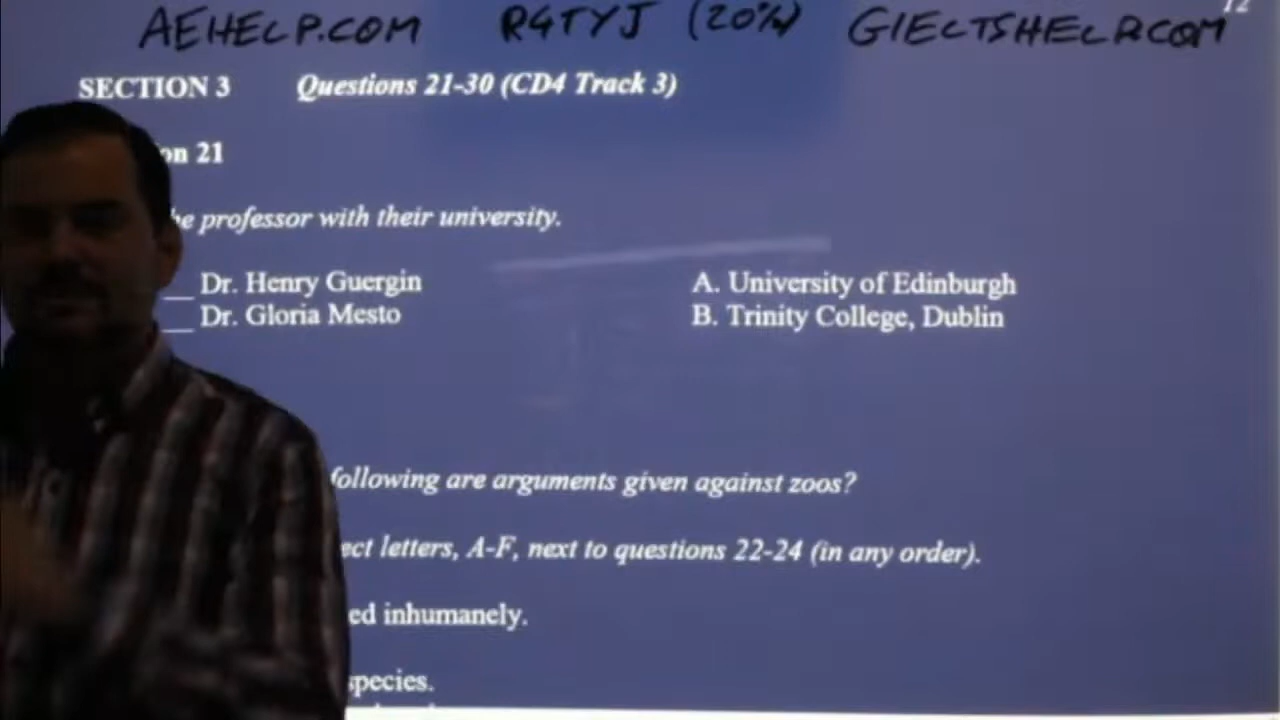 12
AEHELP.COM R4TYJ (20%) GIELTSHELP.COM
SECTION 3 Questions 21-30 (CD4 Track 3)
on 21
he professor with their university.
__ Dr. Henry Guergin A. University of Edinburgh
__ Dr. Gloria Mesto B. Trinity College, Dublin
following are arguments given against zoos?
ect letters, A-F, next to questions 22-24 (in any order).
ed inhumanely.
species.